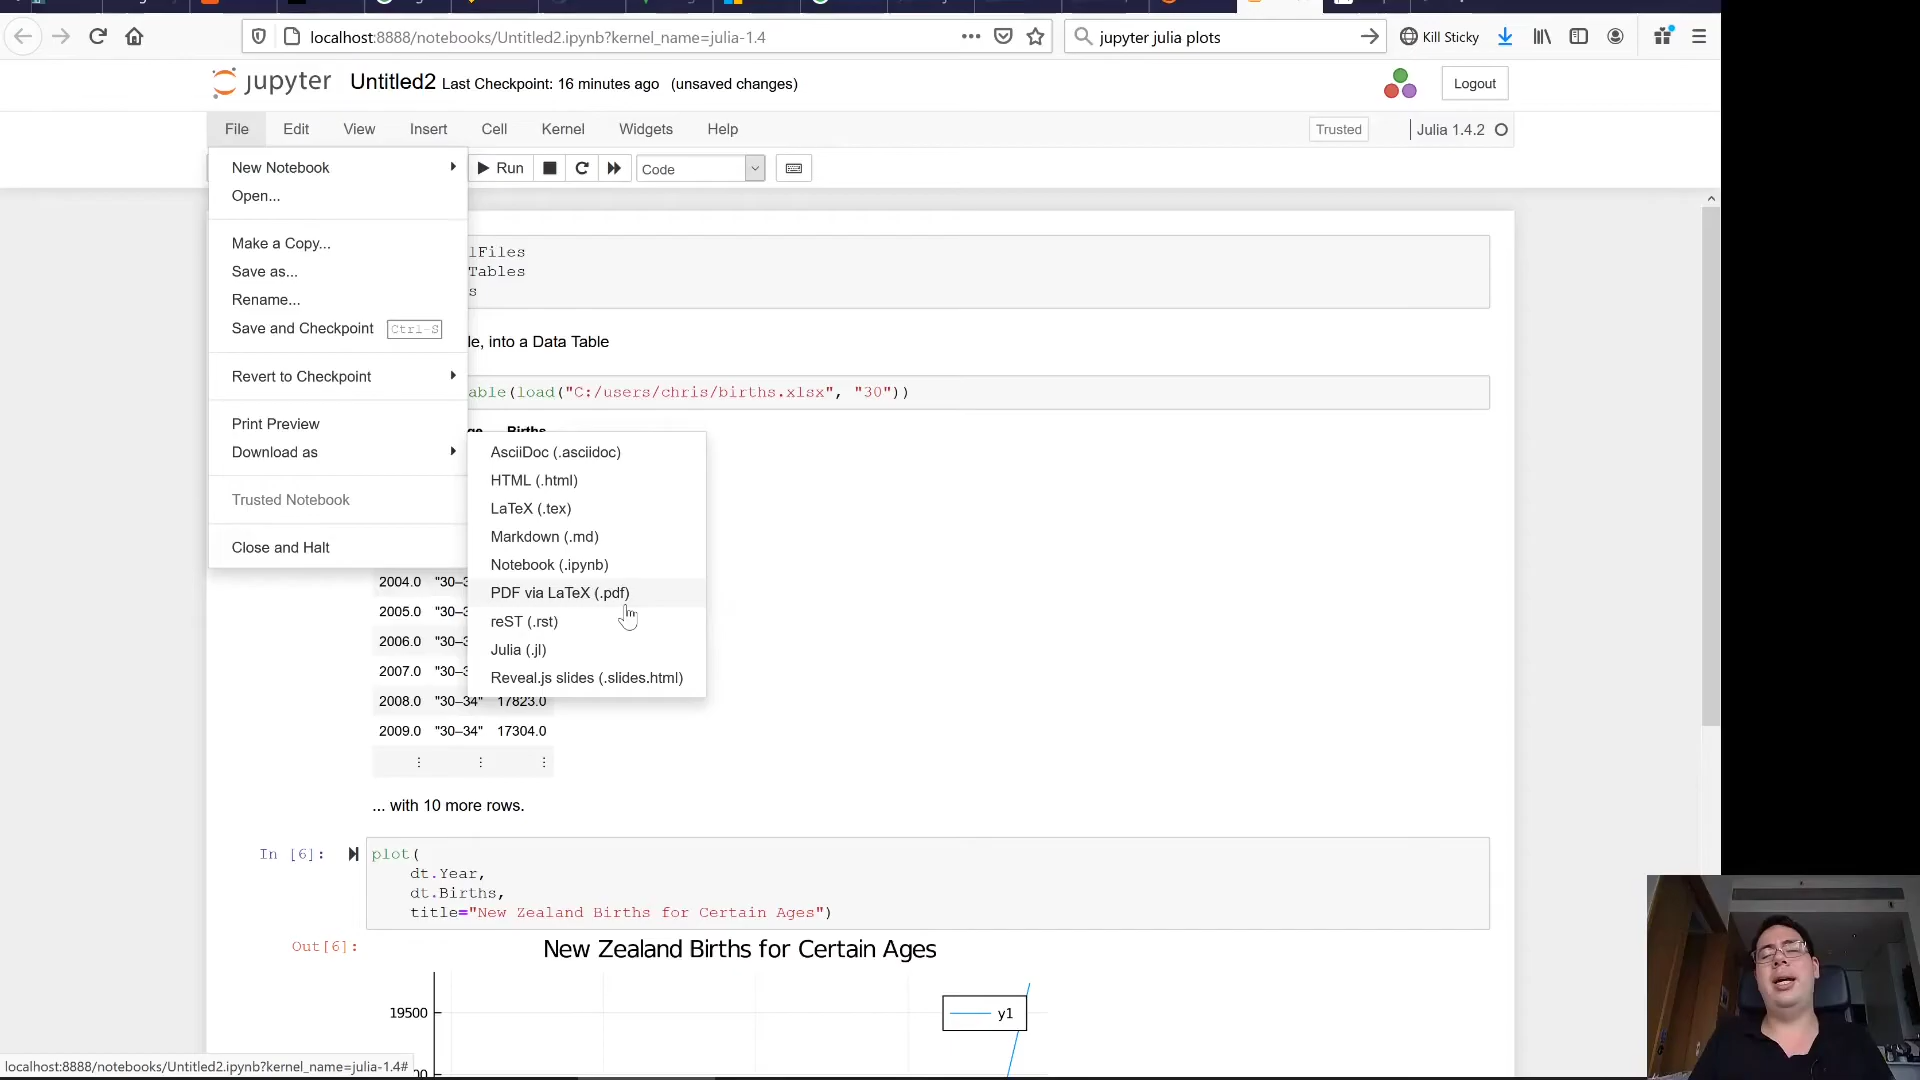 localhost:8888/notebooks/Untitled2.ipynb?kernel_name=julia-1.4
jupyter julia plots
Kill Sticky
jupyter Untitled2 Last Checkpoint: 16 minutes ago (unsaved changes)
Logout
File Edit View Insert Cell Kernel Widgets Help
Trusted
Julia 1.4.2
Run
Code
New Notebook
Open...
Make a Copy...
Save as...
Rename...
Save and Checkpoint Ctrl-S
Revert to Checkpoint
Print Preview
Download as
Trusted Notebook
Close and Halt
lFiles
Tables
s
le, into a Data Table
able(load("C:/users/chris/births.xlsx", "30"))
ge Births
AsciiDoc (.asciidoc)
HTML (.html)
LaTeX (.tex)
Markdown (.md)
Notebook (.ipynb)
PDF via LaTeX (.pdf)
reST (.rst)
Julia (.jl)
Reveal.js slides (.slides.html)
2004.0 "30–3
2005.0 "30–3
2006.0 "30–3
2007.0 "30–3
2008.0 "30–34" 17823.0
2009.0 "30–34" 17304.0
⋮ ⋮ ⋮
... with 10 more rows.
In [6]:
plot(
dt.Year,
dt.Births,
title="New Zealand Births for Certain Ages")
Out[6]:
New Zealand Births for Certain Ages
19500
y1
localhost:8888/notebooks/Untitled2.ipynb?kernel_name=julia-1.4#